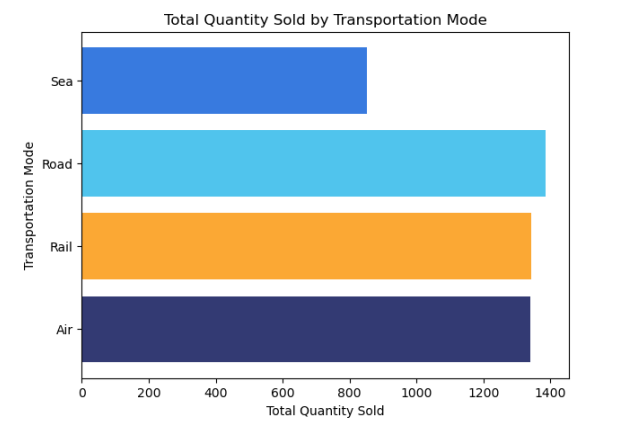 Total Quantity Sold by Transportation Mode
Transportation Mode
Sea
Road
Rail
Air
0 200 400 600 800 1000 1200 1400
Total Quantity Sold